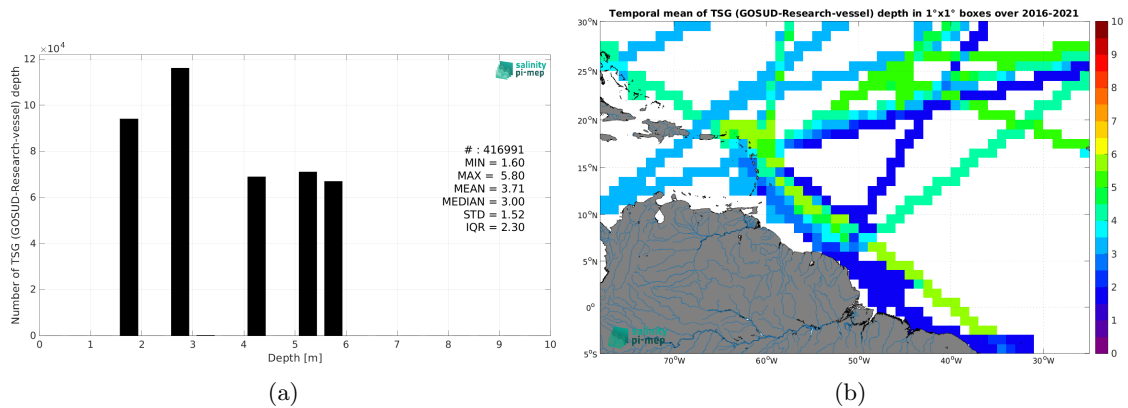 Number of TSG (GOSUD-Research-vessel) depth
×10⁴
12
10
8
6
4
2
0
0 1 2 3 4 5 6 7 8 9 10
Depth [m]
salinity
pi-mep
# : 416991
MIN = 1.60
MAX = 5.80
MEAN = 3.71
MEDIAN = 3.00
STD = 1.52
IQR = 2.30
(a)
Temporal mean of TSG (GOSUD-Research-vessel) depth in 1°x1° boxes over 2016-2021
30°N
25°N
20°N
15°N
10°N
5°N
0°
5°S
70°W 60°W 50°W 40°W 30°W
salinity
pi-mep
10
9
8
7
6
5
4
3
2
1
0
(b)